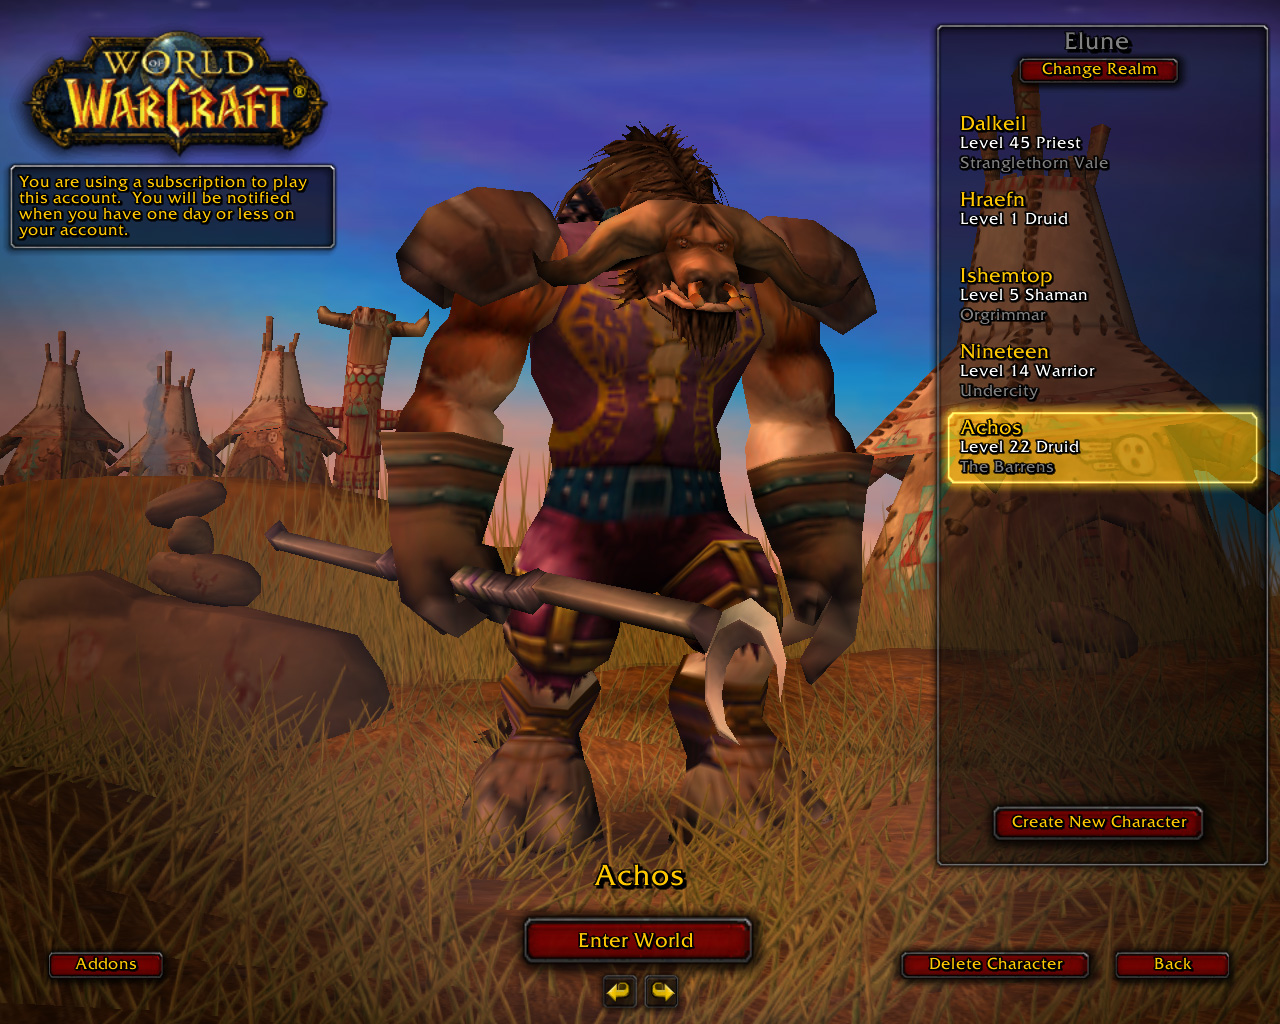 WORLD
OF
WARCRAFT®
You are using a subscription to play
this account. You will be notified
when you have one day or less on
your account.
Elune
Change Realm
Dalkeil
Level 45 Priest
Stranglethorn Vale
Hraefn
Level 1 Druid
Ishemtop
Level 5 Shaman
Orgrimmar
Nineteen
Level 14 Warrior
Undercity
Achos
Level 22 Druid
The Barrens
Create New Character
Achos
Enter World
Addons
Delete Character
Back